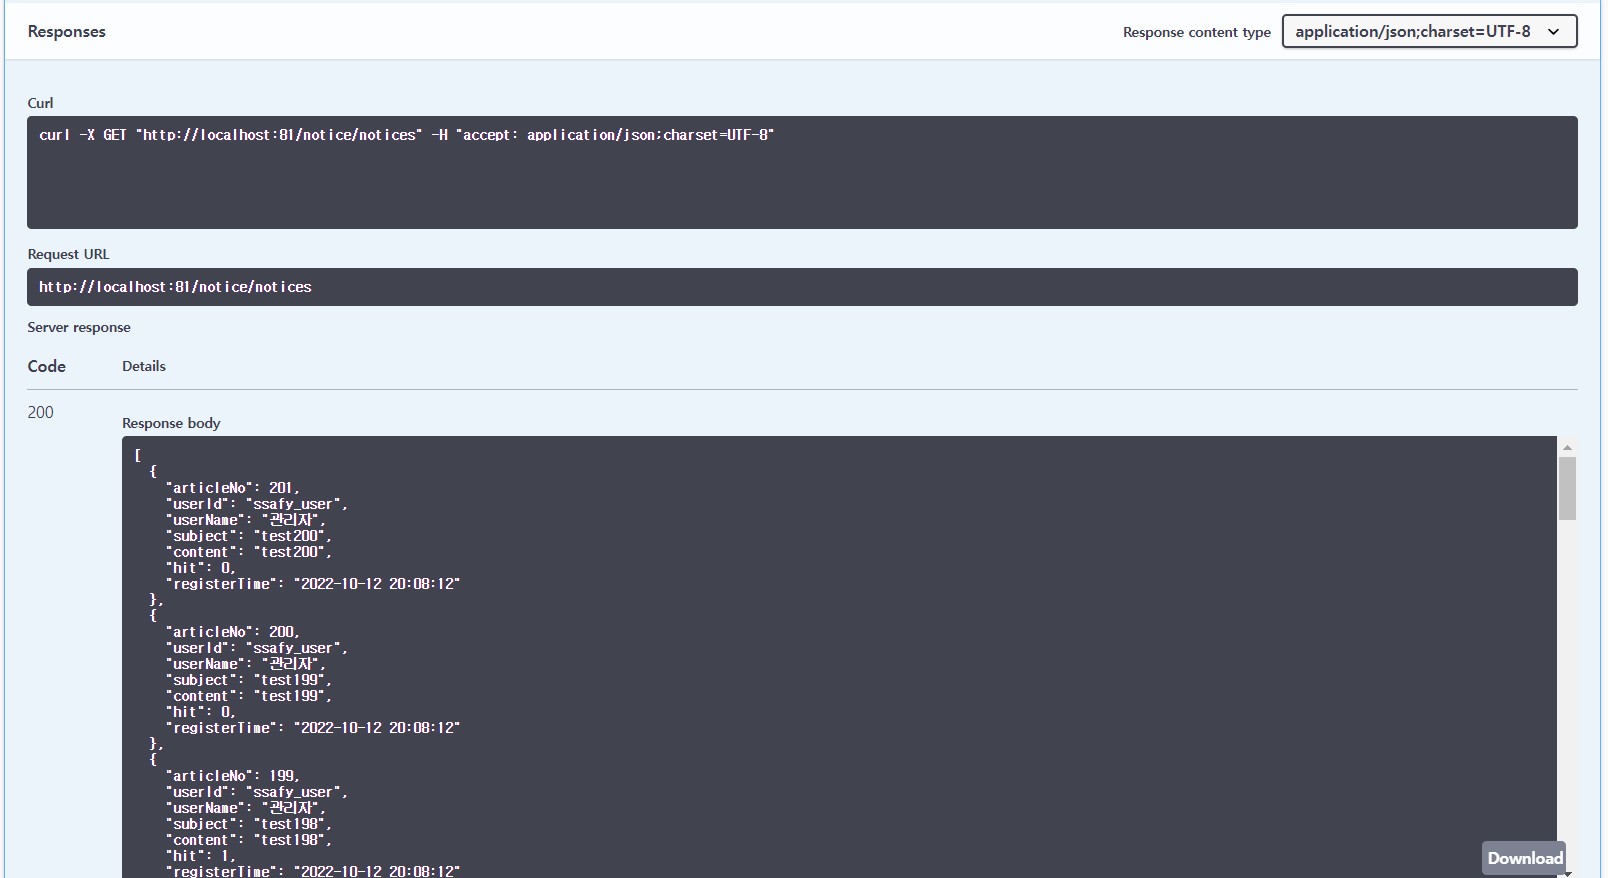 Responses
Response content type
application/json;charset=UTF-8
Curl
curl -X GET "http://localhost:81/notice/notices" -H "accept: application/json;charset=UTF-8"
Request URL
http://localhost:81/notice/notices
Server response
Code Details
200
Response body
[
  {
    "articleNo": 201,
    "userId": "ssafy_user",
    "userName": "관리자",
    "subject": "test200",
    "content": "test200",
    "hit": 0,
    "registerTime": "2022-10-12 20:08:12"
  },
  {
    "articleNo": 200,
    "userId": "ssafy_user",
    "userName": "관리자",
    "subject": "test199",
    "content": "test199",
    "hit": 0,
    "registerTime": "2022-10-12 20:08:12"
  },
  {
    "articleNo": 199,
    "userId": "ssafy_user",
    "userName": "관리자",
    "subject": "test198",
    "content": "test198",
    "hit": 1,
    "registerTime": "2022-10-12 20:08:12"
Download